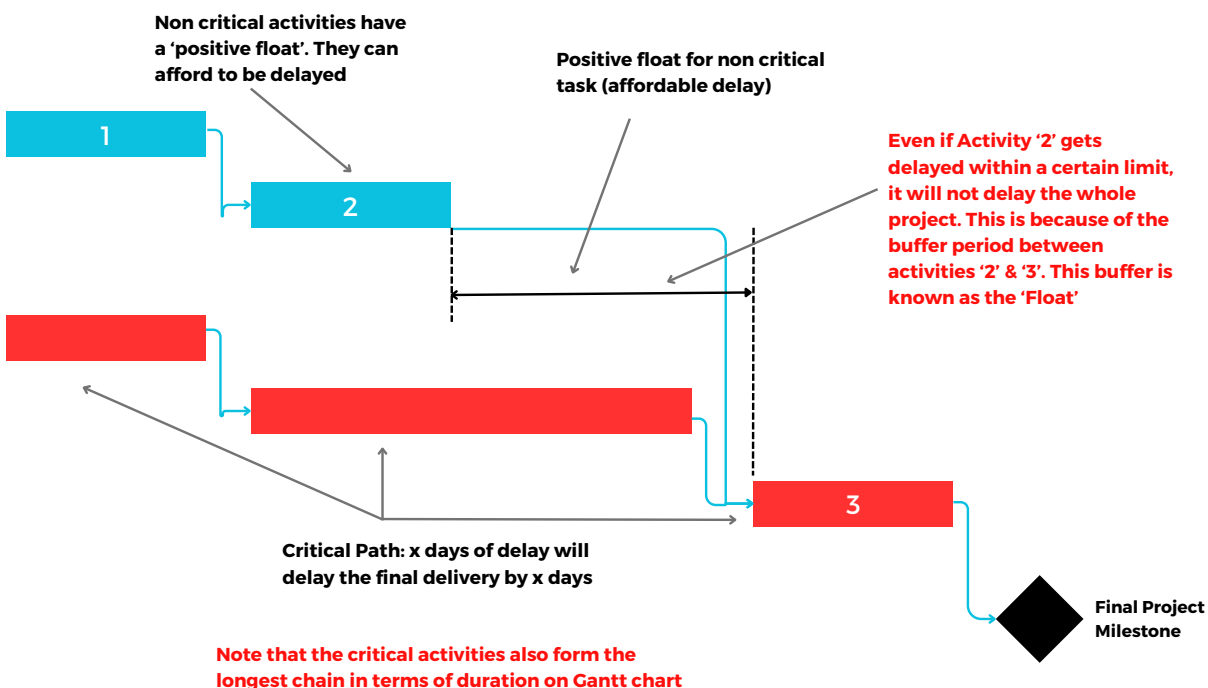 Non critical activities have
a ‘positive float’. They can
afford to be delayed
Positive float for non critical
task (affordable delay)
1
Even if Activity ‘2’ gets
delayed within a certain limit,
it will not delay the whole
project. This is because of the
buffer period between
activities ‘2’ & ‘3’. This buffer is
known as the ‘Float’
2
3
Critical Path: x days of delay will
delay the final delivery by x days
Final Project
Milestone
Note that the critical activities also form the
longest chain in terms of duration on Gantt chart